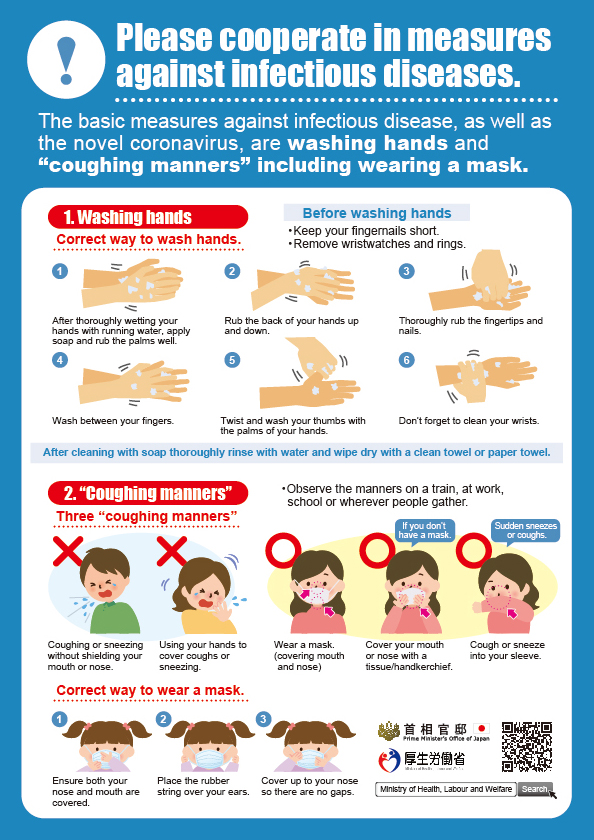 Please cooperate in measures
against infectious diseases.
The basic measures against infectious disease, as well as
the novel coronavirus, are washing hands and
“coughing manners” including wearing a mask.
1. Washing hands
Correct way to wash hands.
Before washing hands
・Keep your fingernails short.
・Remove wristwatches and rings.
1
After thoroughly wetting your
hands with running water, apply
soap and rub the palms well.
2
Rub the back of your hands up
and down.
3
Thoroughly rub the fingertips and
nails.
4
Wash between your fingers.
5
Twist and wash your thumbs with
the palms of your hands.
6
Don't forget to clean your wrists.
After cleaning with soap thoroughly rinse with water and wipe dry with a clean towel or paper towel.
2. “Coughing manners”
Three “coughing manners”
・Observe the manners on a train, at work,
school or wherever people gather.
Coughing or sneezing
without shielding your
mouth or nose.
Using your hands to
cover coughs or
sneezing.
Wear a mask.
(covering mouth
and nose)
If you don't
have a mask.
Cover your mouth
or nose with a
tissue/handkerchief.
Sudden sneezes
or coughs.
Cough or sneeze
into your sleeve.
Correct way to wear a mask.
1
Ensure both your
nose and mouth are
covered.
2
Place the rubber
string over your ears.
3
Cover up to your nose
so there are no gaps.
首相官邸
Prime Minister's Office of Japan
厚生労働省
Ministry of Health, Labour and Welfare
Search